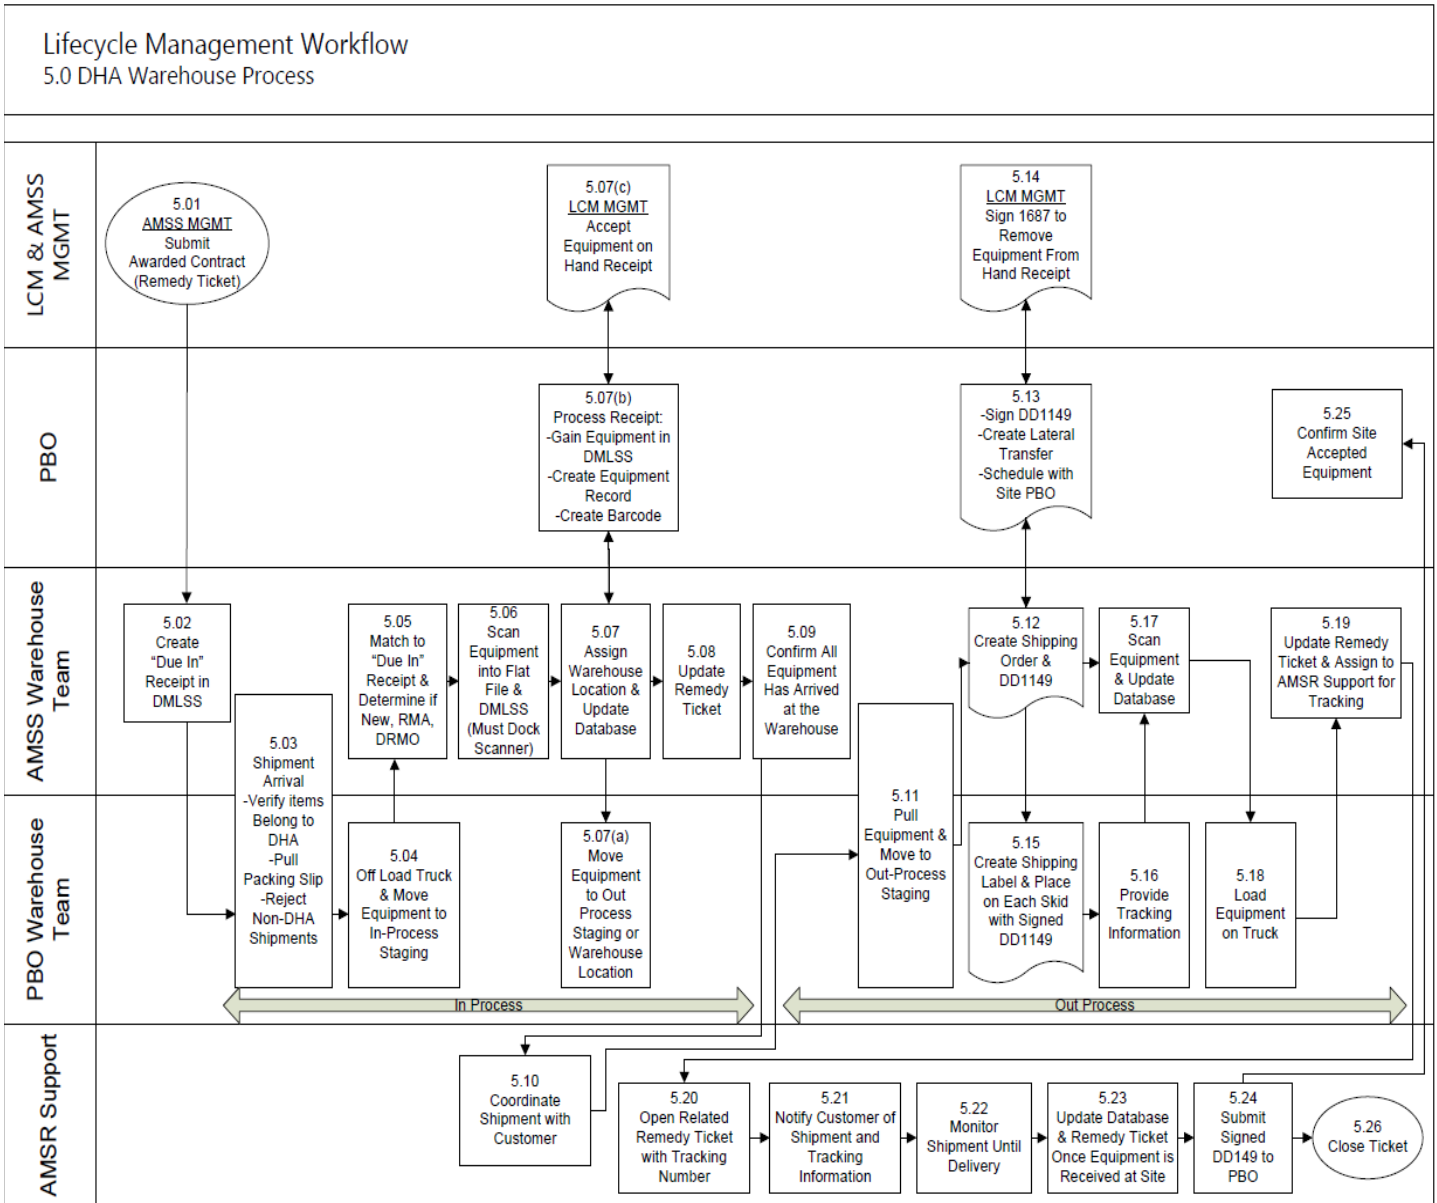 Lifecycle Management Workflow
5.0 DHA Warehouse Process
LCM & AMSS
MGMT
5.01
AMSS MGMT
Submit
Awarded Contract
(Remedy Ticket)
5.07(c)
LCM MGMT
Accept
Equipment on
Hand Receipt
5.14
LCM MGMT
Sign 1687 to
Remove
Equipment From
Hand Receipt
PBO
5.07(b)
Process Receipt:
-Gain Equipment in
DMLSS
-Create Equipment
Record
-Create Barcode
5.13
-Sign DD1149
-Create Lateral
Transfer
-Schedule with
Site PBO
5.25
Confirm Site
Accepted
Equipment
AMSS Warehouse
Team
5.02
Create
“Due In”
Receipt in
DMLSS
5.03
Shipment
Arrival
-Verify items
Belong to
DHA
-Pull
Packing Slip
-Reject
Non-DHA
Shipments
5.05
Match to
“Due In”
Receipt &
Determine if
New, RMA,
DRMO
5.06
Scan
Equipment
into Flat
File &
DMLSS
(Must Dock
Scanner)
5.07
Assign
Warehouse
Location &
Update
Database
5.08
Update
Remedy
Ticket
5.09
Confirm All
Equipment
Has Arrived
at the
Warehouse
5.11
Pull
Equipment &
Move to
Out-Process
Staging
5.12
Create Shipping
Order &
DD1149
5.17
Scan
Equipment
& Update
Database
5.19
Update Remedy
Ticket & Assign to
AMSR Support for
Tracking
PBO Warehouse
Team
5.04
Off Load Truck
& Move
Equipment to
In-Process
Staging
5.07(a)
Move
Equipment
to Out
Process
Staging or
Warehouse
Location
5.15
Create Shipping
Label & Place
on Each Skid
with Signed
DD1149
5.16
Provide
Tracking
Information
5.18
Load
Equipment
on Truck
In Process
Out Process
AMSR Support
5.10
Coordinate
Shipment with
Customer
5.20
Open Related
Remedy Ticket
with Tracking
Number
5.21
Notify Customer of
Shipment and
Tracking
Information
5.22
Monitor
Shipment Until
Delivery
5.23
Update Database
& Remedy Ticket
Once Equipment is
Received at Site
5.24
Submit
Signed
DD149 to
PBO
5.26
Close Ticket